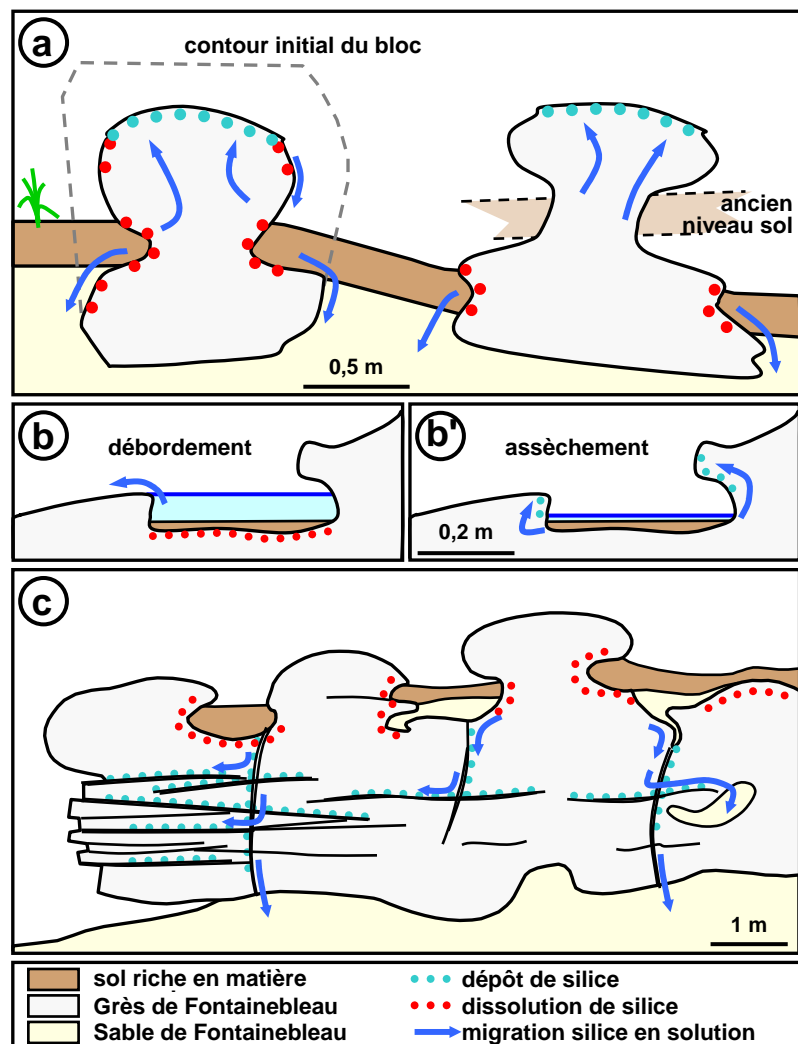 a
contour initial du bloc
ancien
niveau sol
0,5 m
b
débordement
b'
assèchement
0,2 m
c
1 m
sol riche en matière
Grès de Fontainebleau
Sable de Fontainebleau
dépôt de silice
dissolution de silice
migration silice en solution